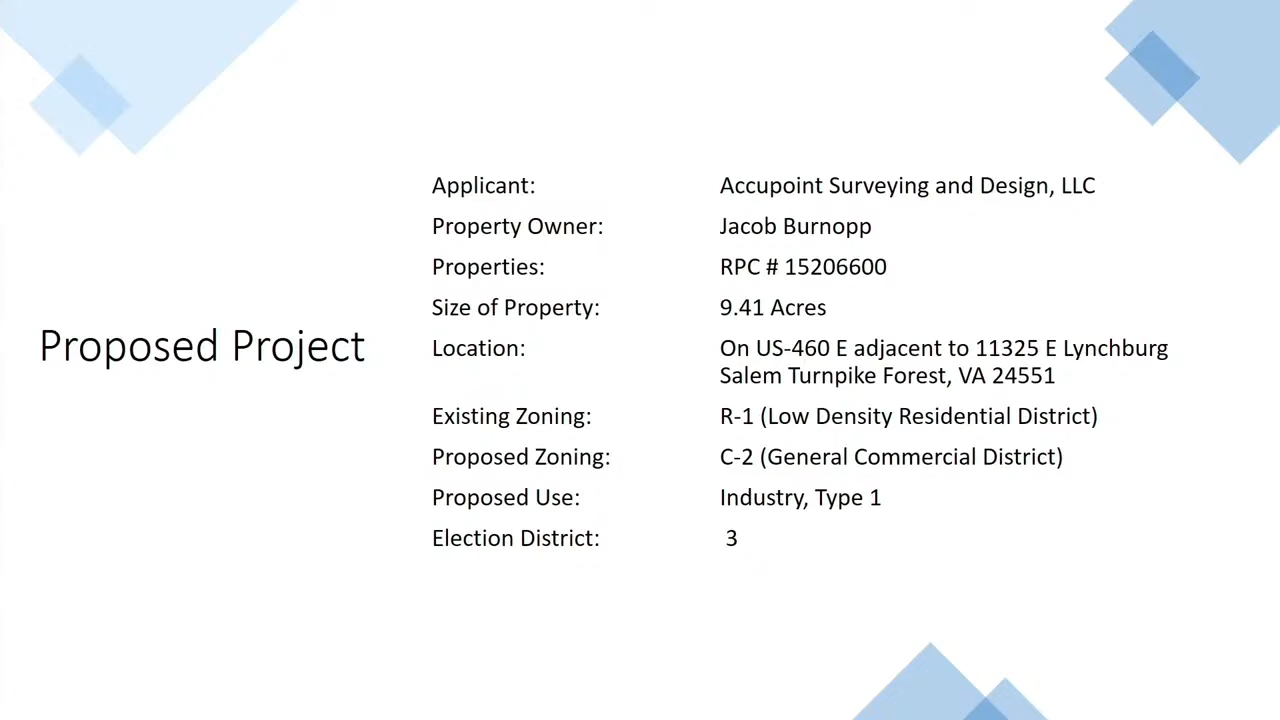 Proposed Project
Applicant: Accupoint Surveying and Design, LLC
Property Owner: Jacob Burnopp
Properties: RPC # 15206600
Size of Property: 9.41 Acres
Location: On US-460 E adjacent to 11325 E Lynchburg
Salem Turnpike Forest, VA 24551
Existing Zoning: R-1 (Low Density Residential District)
Proposed Zoning: C-2 (General Commercial District)
Proposed Use: Industry, Type 1
Election District: 3